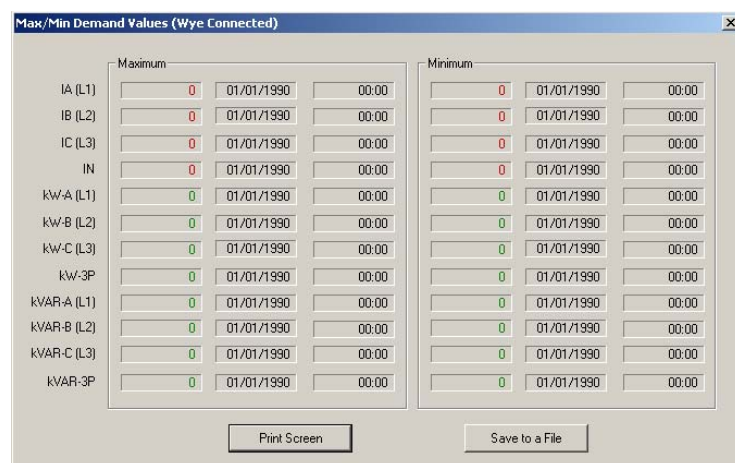 Max/Min Demand Values (Wye Connected)
Maximum Minimum
IA (L1) 0 01/01/1990 00:00 0 01/01/1990 00:00
IB (L2) 0 01/01/1990 00:00 0 01/01/1990 00:00
IC (L3) 0 01/01/1990 00:00 0 01/01/1990 00:00
IN 0 01/01/1990 00:00 0 01/01/1990 00:00
kW-A (L1) 0 01/01/1990 00:00 0 01/01/1990 00:00
kW-B (L2) 0 01/01/1990 00:00 0 01/01/1990 00:00
kW-C (L3) 0 01/01/1990 00:00 0 01/01/1990 00:00
kW-3P 0 01/01/1990 00:00 0 01/01/1990 00:00
kVAR-A (L1) 0 01/01/1990 00:00 0 01/01/1990 00:00
kVAR-B (L2) 0 01/01/1990 00:00 0 01/01/1990 00:00
kVAR-C (L3) 0 01/01/1990 00:00 0 01/01/1990 00:00
kVAR-3P 0 01/01/1990 00:00 0 01/01/1990 00:00
Print Screen Save to a File